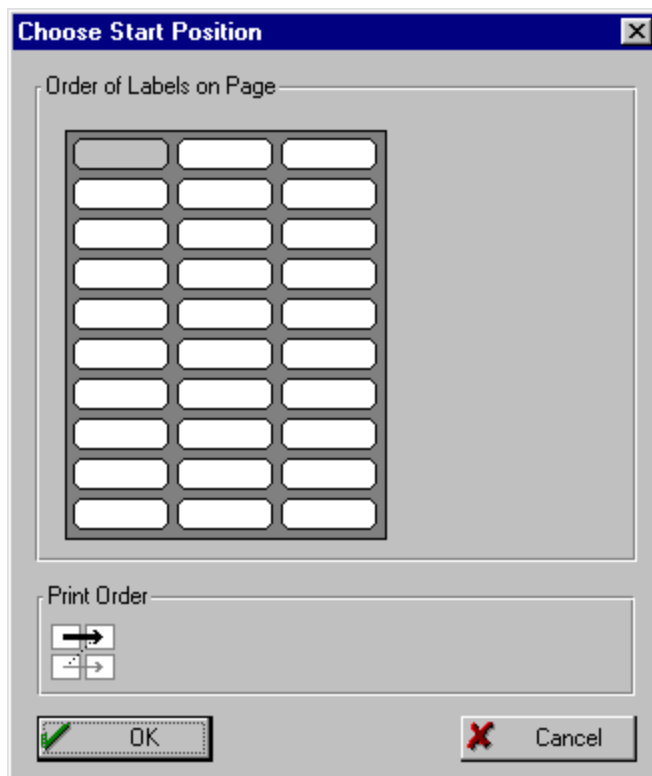 Choose Start Position
Order of Labels on Page
Print Order
OK
Cancel